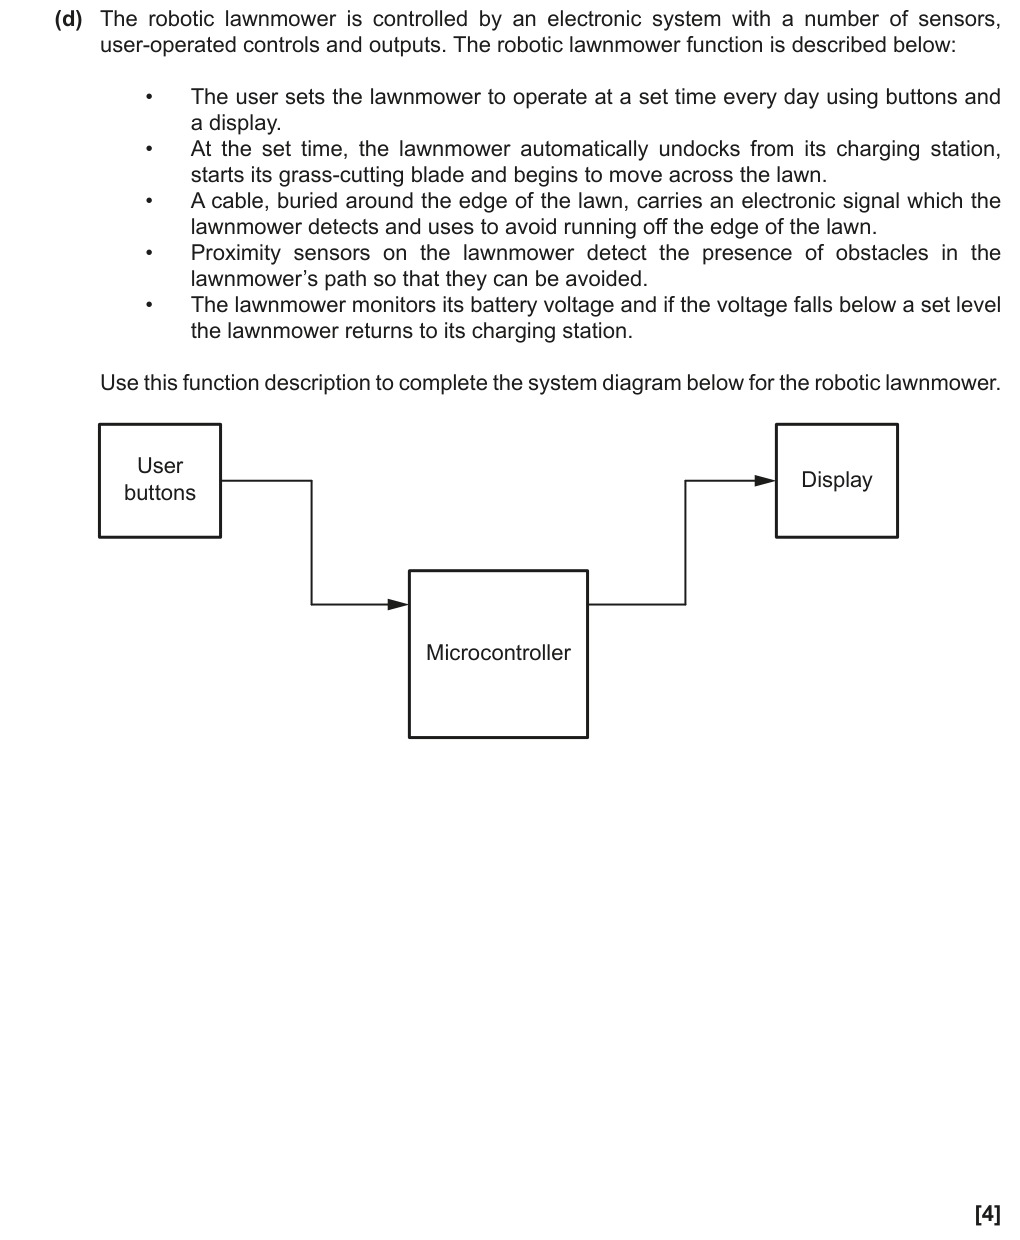 (d) The robotic lawnmower is controlled by an electronic system with a number of sensors,
user-operated controls and outputs. The robotic lawnmower function is described below:
• The user sets the lawnmower to operate at a set time every day using buttons and
a display.
• At the set time, the lawnmower automatically undocks from its charging station,
starts its grass-cutting blade and begins to move across the lawn.
• A cable, buried around the edge of the lawn, carries an electronic signal which the
lawnmower detects and uses to avoid running off the edge of the lawn.
• Proximity sensors on the lawnmower detect the presence of obstacles in the
lawnmower's path so that they can be avoided.
• The lawnmower monitors its battery voltage and if the voltage falls below a set level
the lawnmower returns to its charging station.
Use this function description to complete the system diagram below for the robotic lawnmower.
User
buttons
Display
Microcontroller
[4]